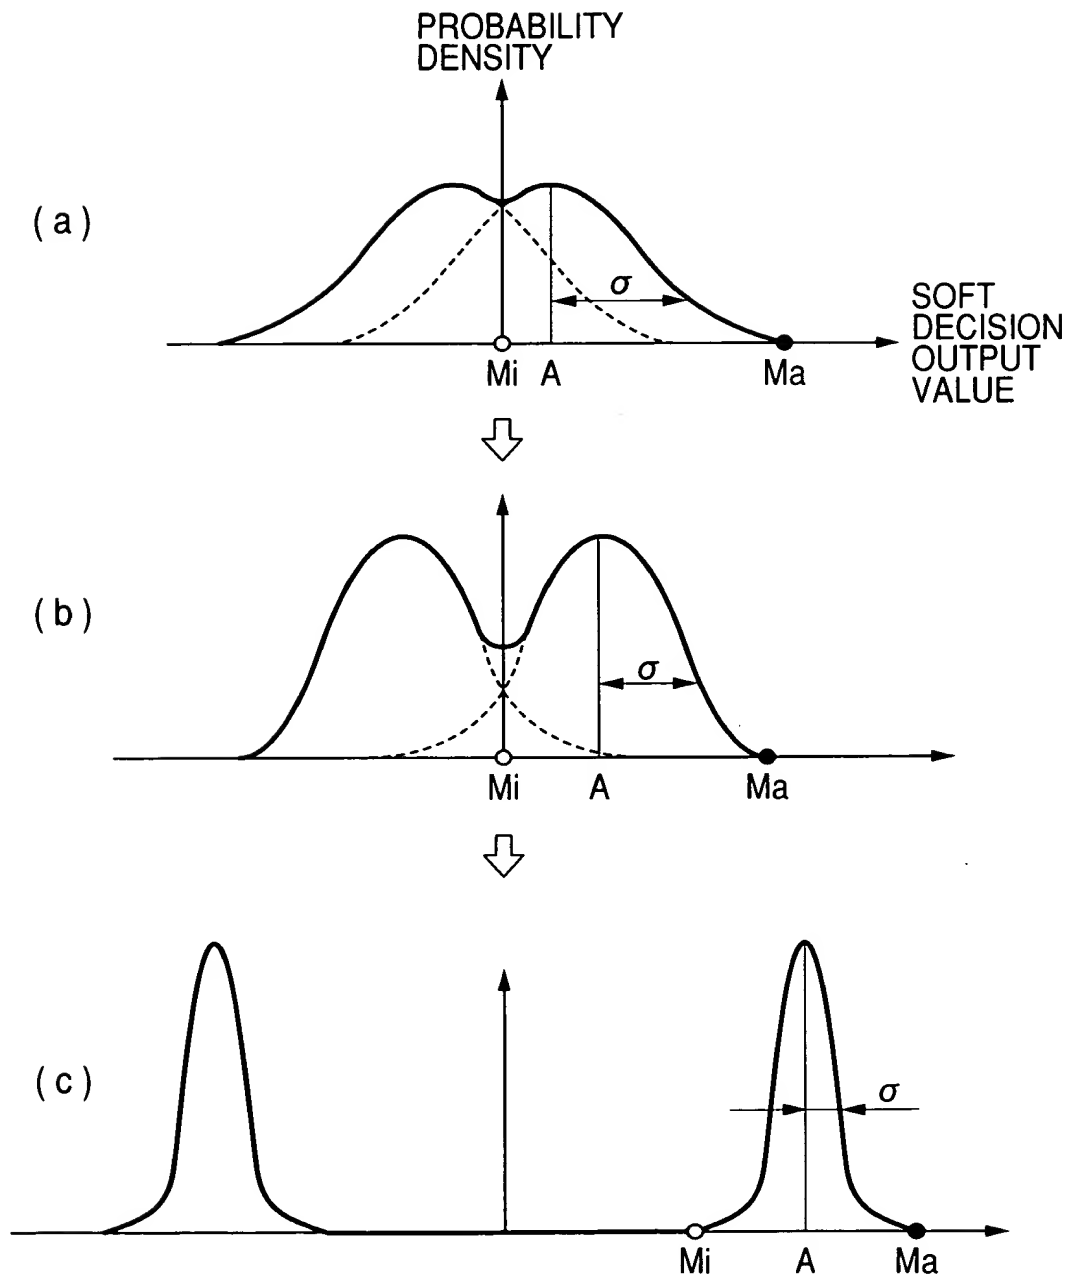 PROBABILITY
DENSITY
(a)
σ
SOFT
DECISION
OUTPUT
VALUE
Mi A Ma
(b)
σ
Mi A Ma
(c)
σ
Mi A Ma